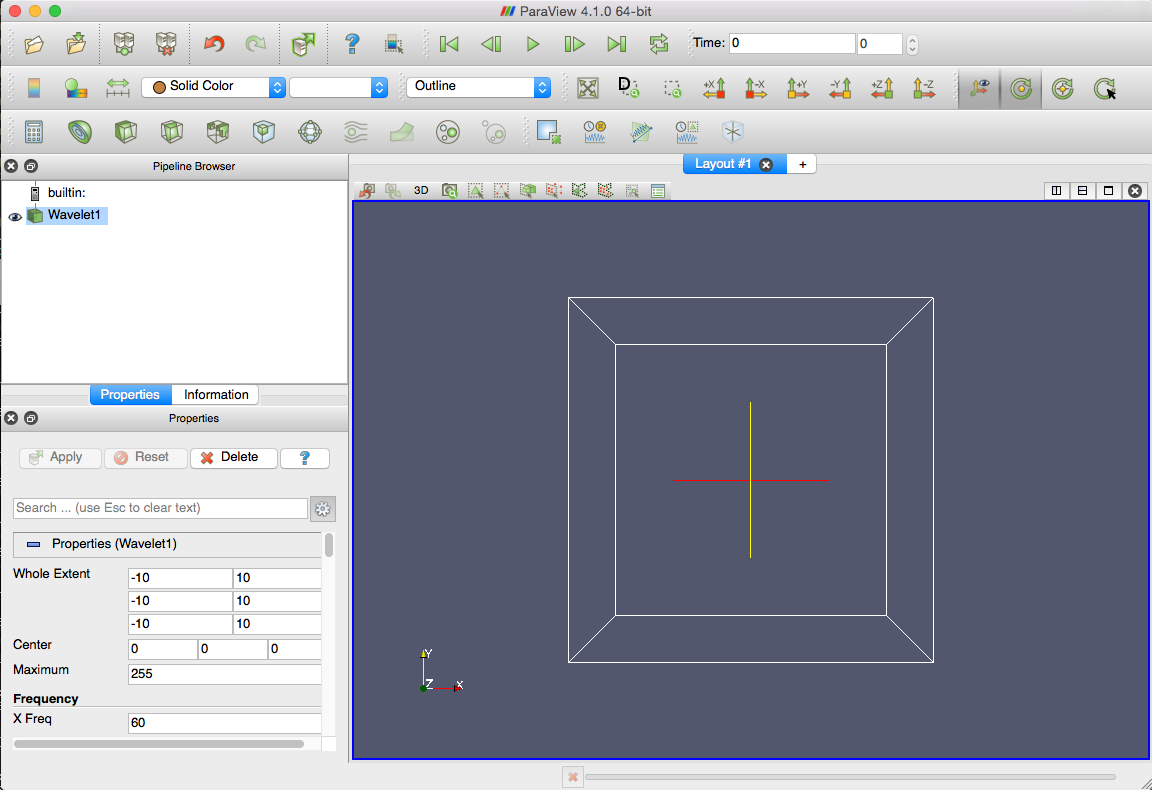 ParaView 4.1.0 64-bit
? Time: 0 0
Solid Color Outline D +X -X +Y -Y +Z -Z
Pipeline Browser
Layout #1 +
3D
builtin:
Wavelet1
Properties Information
Properties
Apply Reset Delete ?
Search ... (use Esc to clear text)
Properties (Wavelet1)
Whole Extent -10 10
-10 10
-10 10
Center 0 0 0
Maximum 255
Frequency
X Freq 60
Y
Z X